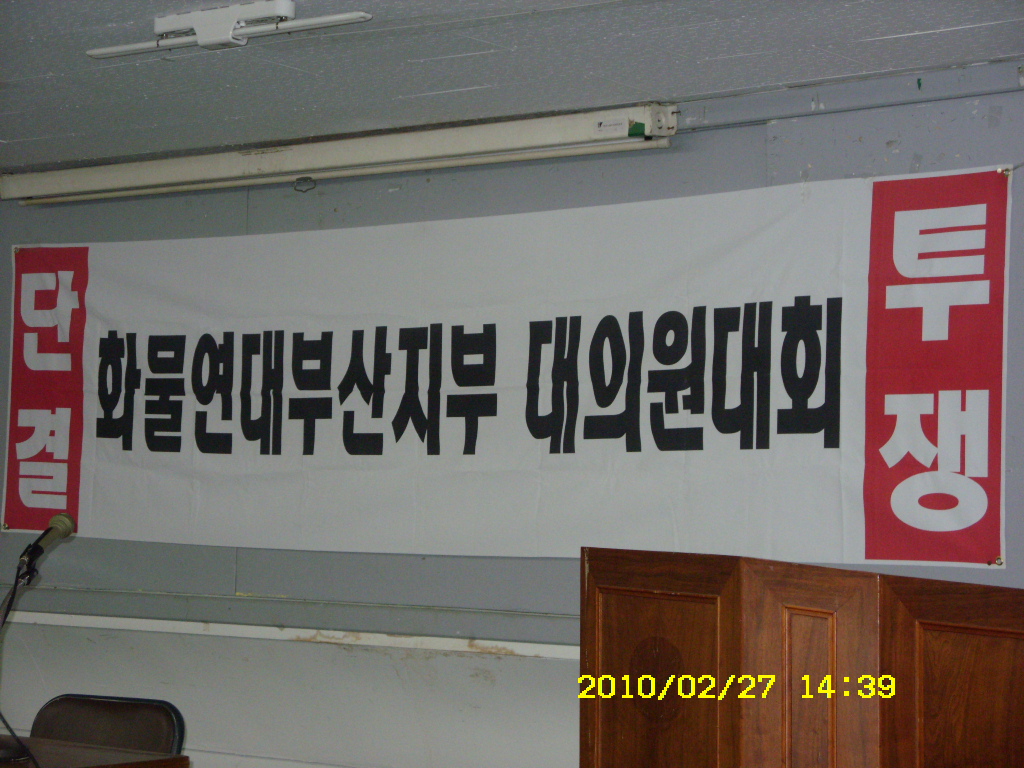 단결
화물연대부산지부 대의원대회
투쟁
2010/02/27 14:39